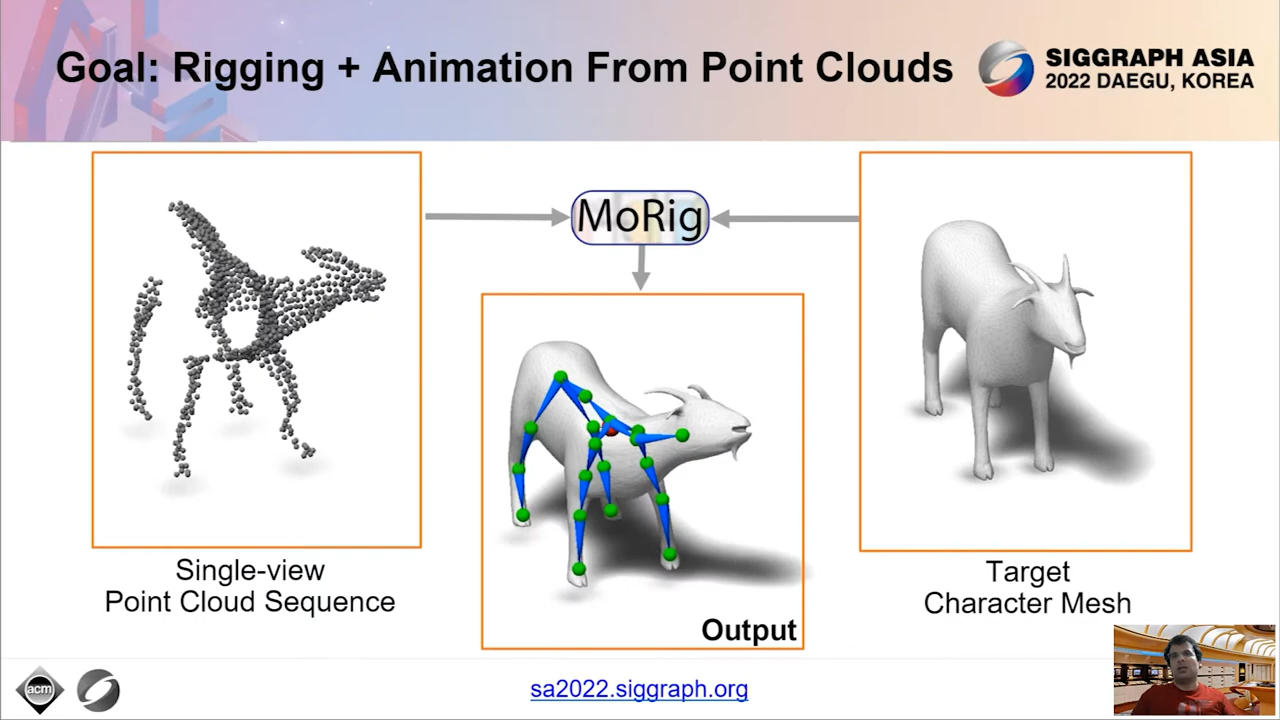 Goal: Rigging + Animation From Point Clouds
SIGGRAPH ASIA
2022 DAEGU, KOREA
MoRig
Single-view
Point Cloud Sequence
Output
Target
Character Mesh
acm
sa2022.siggraph.org